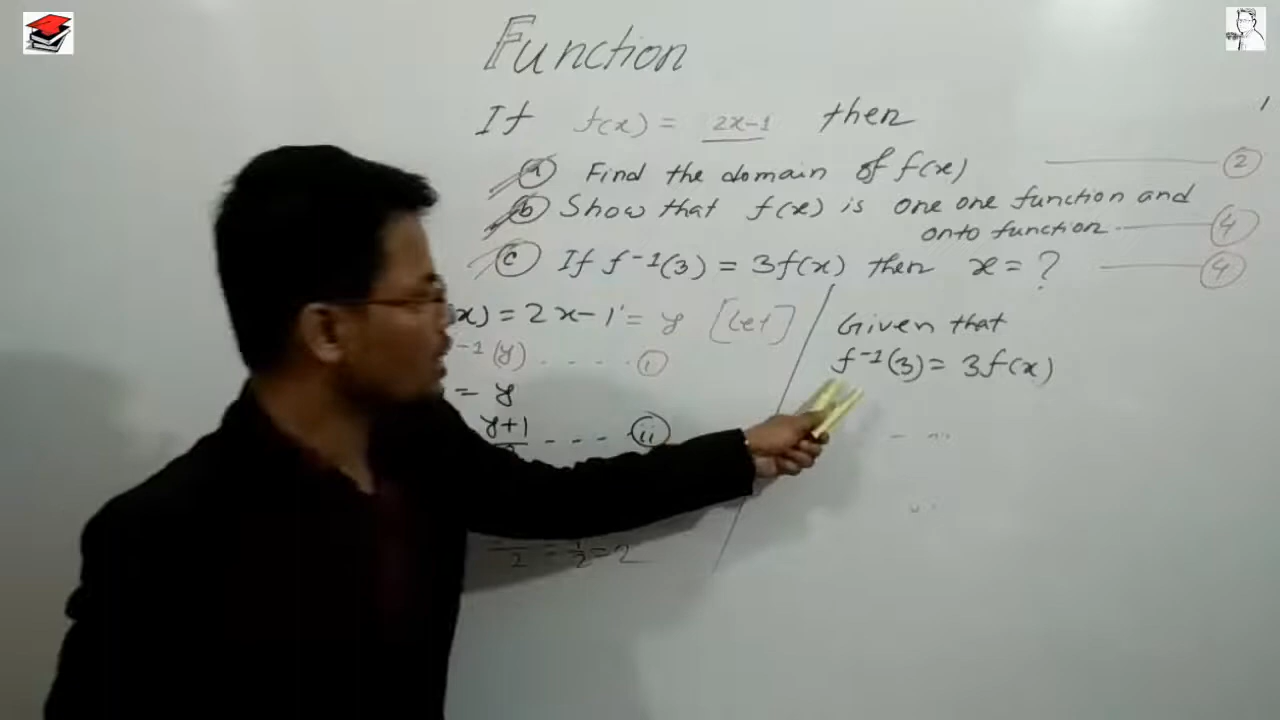 Function
If f(x) = 2x-1 then
a Find the domain of f(x) 2
b Show that f(x) is one one function and
onto function 4
c If f⁻¹(3) = 3f(x) then x = ? 4
x) = 2x-1 = y [Let]
⁻¹(y) .... i
= y
y+1 --- ii
2 = 4/2 = 2
Given that
f⁻¹(3) = 3f(x)